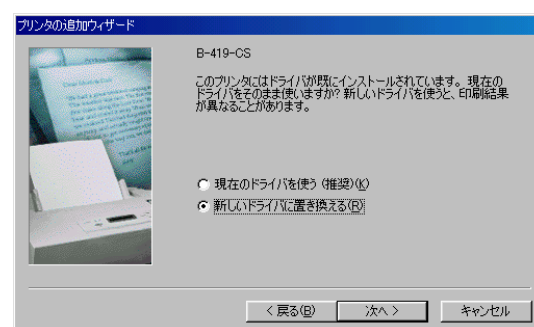 プリンタの追加ウィザード
B-419-CS
このプリンタにはドライバが既にインストールされています。現在の
ドライバをそのまま使いますか? 新しいドライバを使うと、印刷結果
が異なることがあります。
現在のドライバを使う (推奨)(K)
新しいドライバに置き換える(R)
< 戻る(B)
次へ >
キャンセル